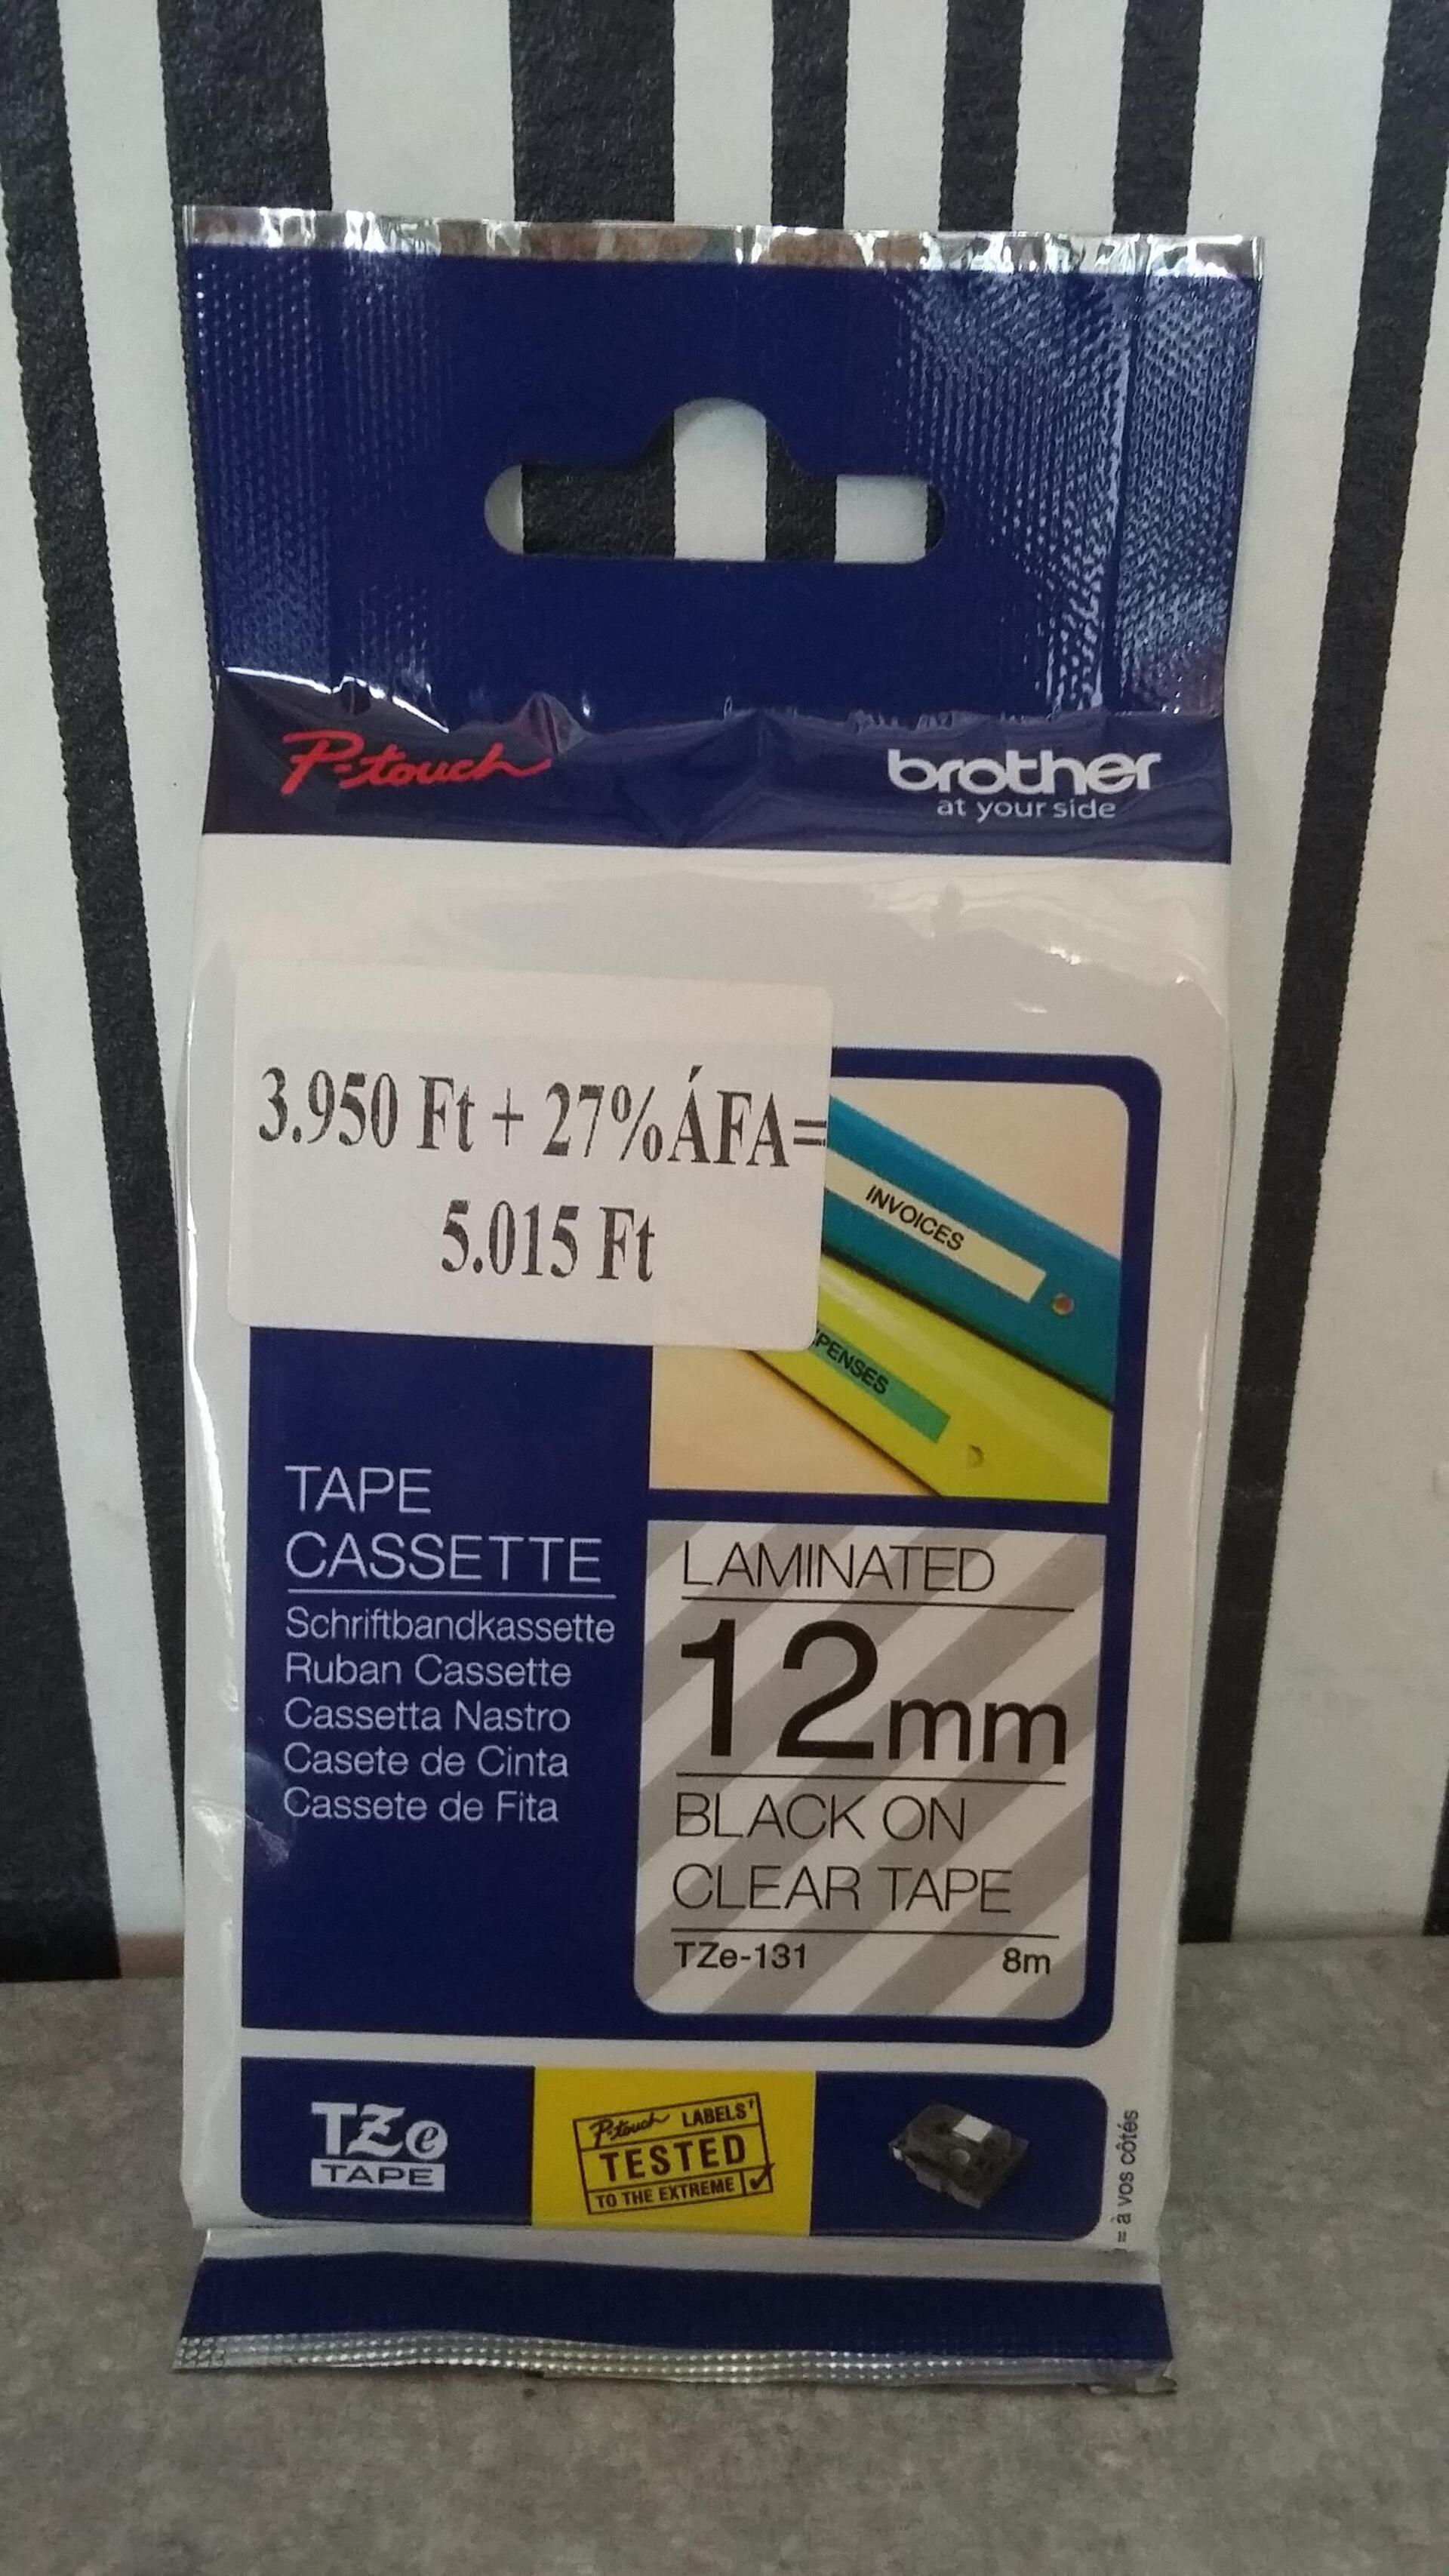 P-touch
brother
at your side
3.950 Ft + 27%ÁFA=
5.015 Ft
INVOICES
PENSES
TAPE
CASSETTE
Schriftbandkassette
Ruban Cassette
Cassetta Nastro
Casete de Cinta
Cassete de Fita
LAMINATED
12mm
BLACK ON
CLEAR TAPE
TZe-131 8m
TZe
TAPE
P-touch LABELS†
TESTED
TO THE EXTREME
= à vos côtés